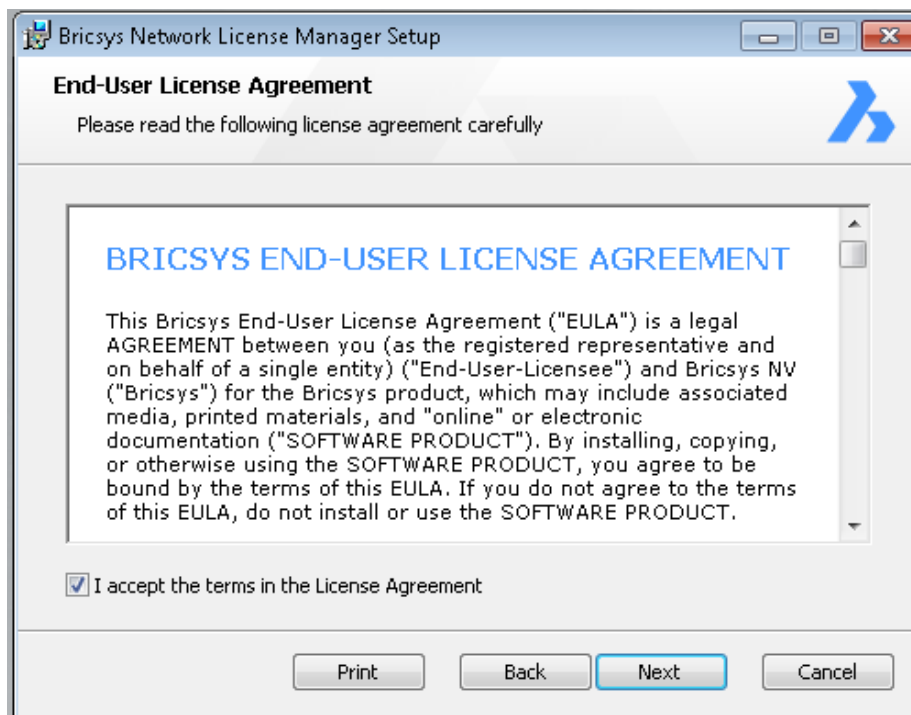 Bricsys Network License Manager Setup
End-User License Agreement
Please read the following license agreement carefully
BRICSYS END-USER LICENSE AGREEMENT
This Bricsys End-User License Agreement ("EULA") is a legal
AGREEMENT between you (as the registered representative and
on behalf of a single entity) ("End-User-Licensee") and Bricsys NV
("Bricsys") for the Bricsys product, which may include associated
media, printed materials, and "online" or electronic
documentation ("SOFTWARE PRODUCT"). By installing, copying,
or otherwise using the SOFTWARE PRODUCT, you agree to be
bound by the terms of this EULA. If you do not agree to the terms
of this EULA, do not install or use the SOFTWARE PRODUCT.
I accept the terms in the License Agreement
Print Back Next Cancel